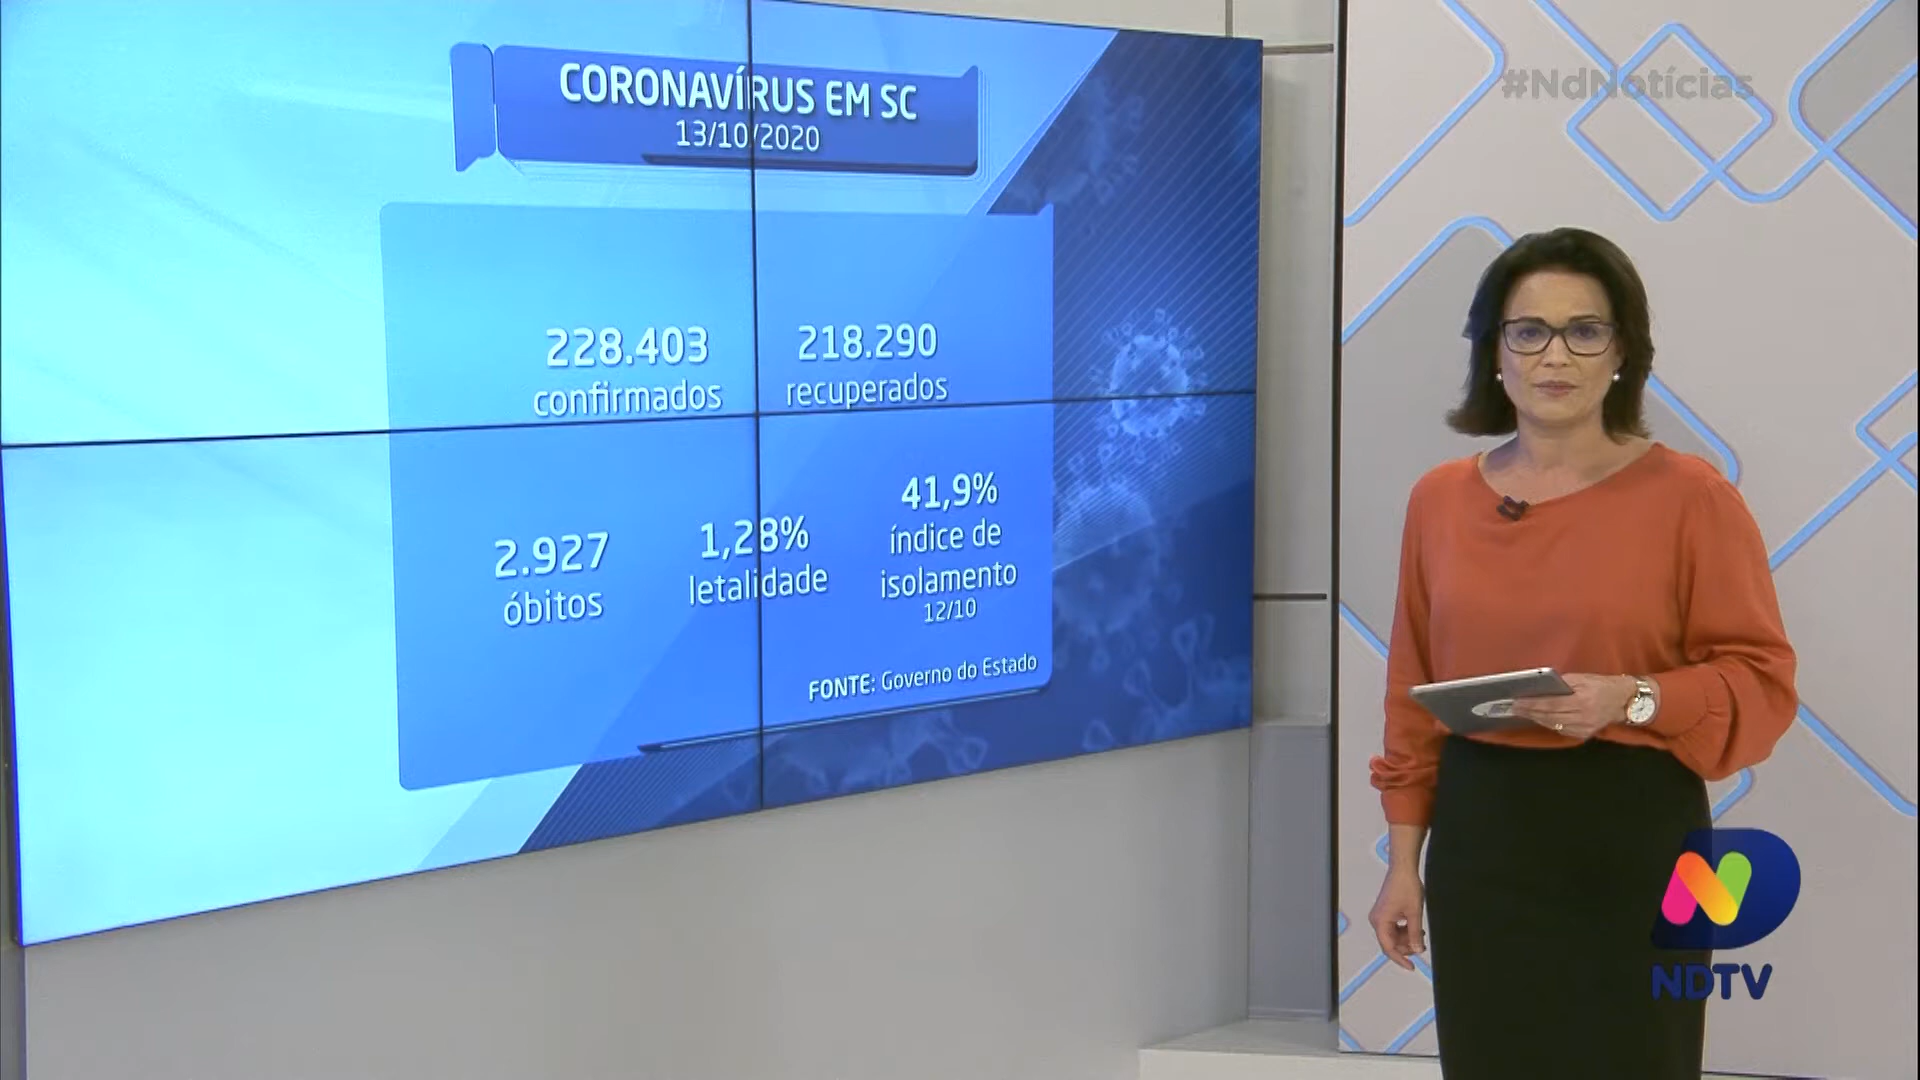 CORONAVÍRUS EM SC
13/10/2020
#NdNotícias
228.403
confirmados
218.290
recuperados
2.927
óbitos
1,28%
letalidade
41,9%
índice de
isolamento
12/10
FONTE: Governo do Estado
NDTV